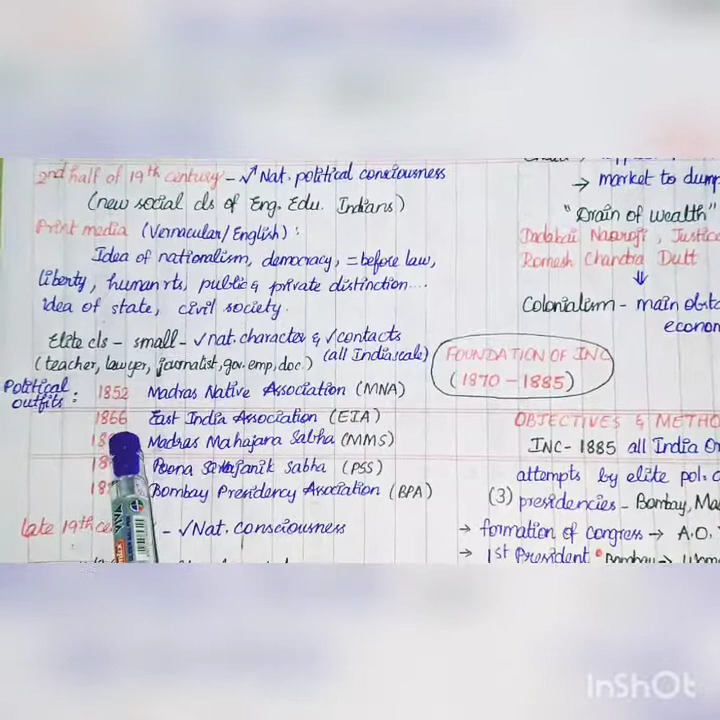 2nd half of 19th century - √ Nat. political consciousness
(new social cls of Eng. Edu. Indians)
Print media (Vernacular/English) :
Idea of nationalism, democracy, = before law,
liberty, human rts, public & private distinction...
idea of state, civil society.
Elite cls - small - √ nat. character & √ contacts
(teacher, lawyer, journalist, gov. emp, doc.) (all India scale)
Political outfits : 1852 Madras Native Association (MNA)
1866 East India Association (EIA)
Madras Mahajara Sabha (MMS)
Poona Sarvajanik Sabha (PSS)
Bombay Presidency Association (BPA)
late 19th - √ Nat. consciousness
→ market to dump
"Drain of wealth"
Dadabai Naoroji, Justice
Romesh Chandra Dutt
↓
Colonialism - main
econom
FOUNDATION OF INC
(1870 - 1885)
OBJECTIVES & METHO
INC - 1885 all India
attempts by elite pol.
(3) presidencies - Bombay, Ma
→ formation of congress → A.O.
→ 1st President Bombay →
VIVA
InShOt